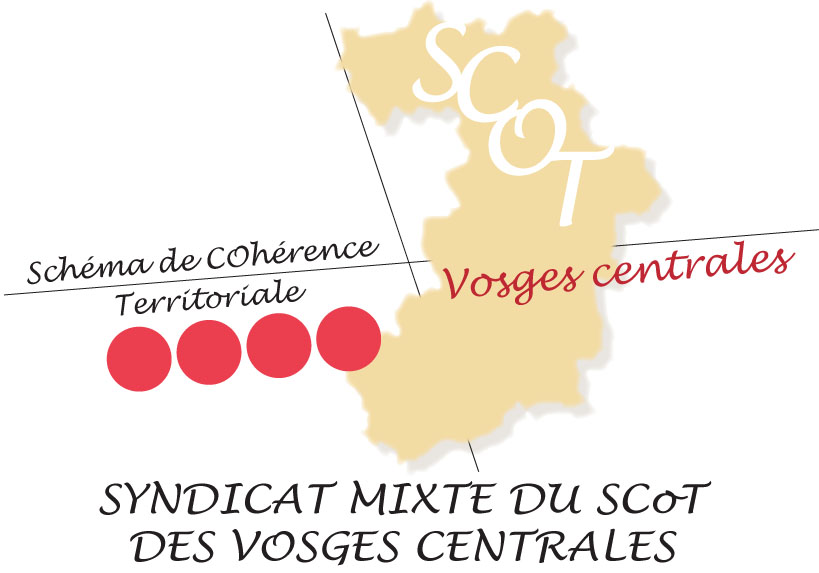 SCOT
Schéma de COhérence
Territoriale
Vosges centrales
SYNDICAT MIXTE DU SCoT
DES VOSGES CENTRALES